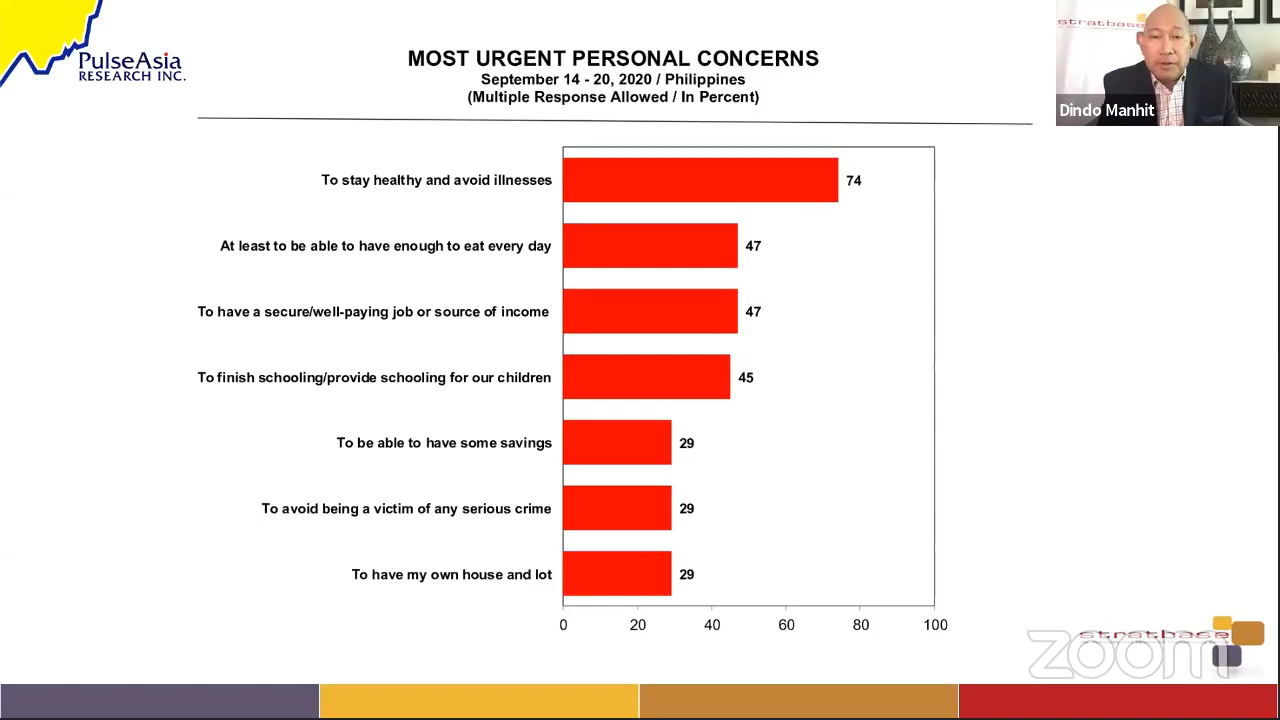 PulseAsia
RESEARCH INC.
MOST URGENT PERSONAL CONCERNS
September 14 - 20, 2020 / Philippines
(Multiple Response Allowed / In Percent)
stratbase
Dindo Manhit
To stay healthy and avoid illnesses 74
At least to be able to have enough to eat every day 47
To have a secure/well-paying job or source of income 47
To finish schooling/provide schooling for our children 45
To be able to have some savings 29
To avoid being a victim of any serious crime 29
To have my own house and lot 29
0 20 40 60 80 100
stratbase
zoom